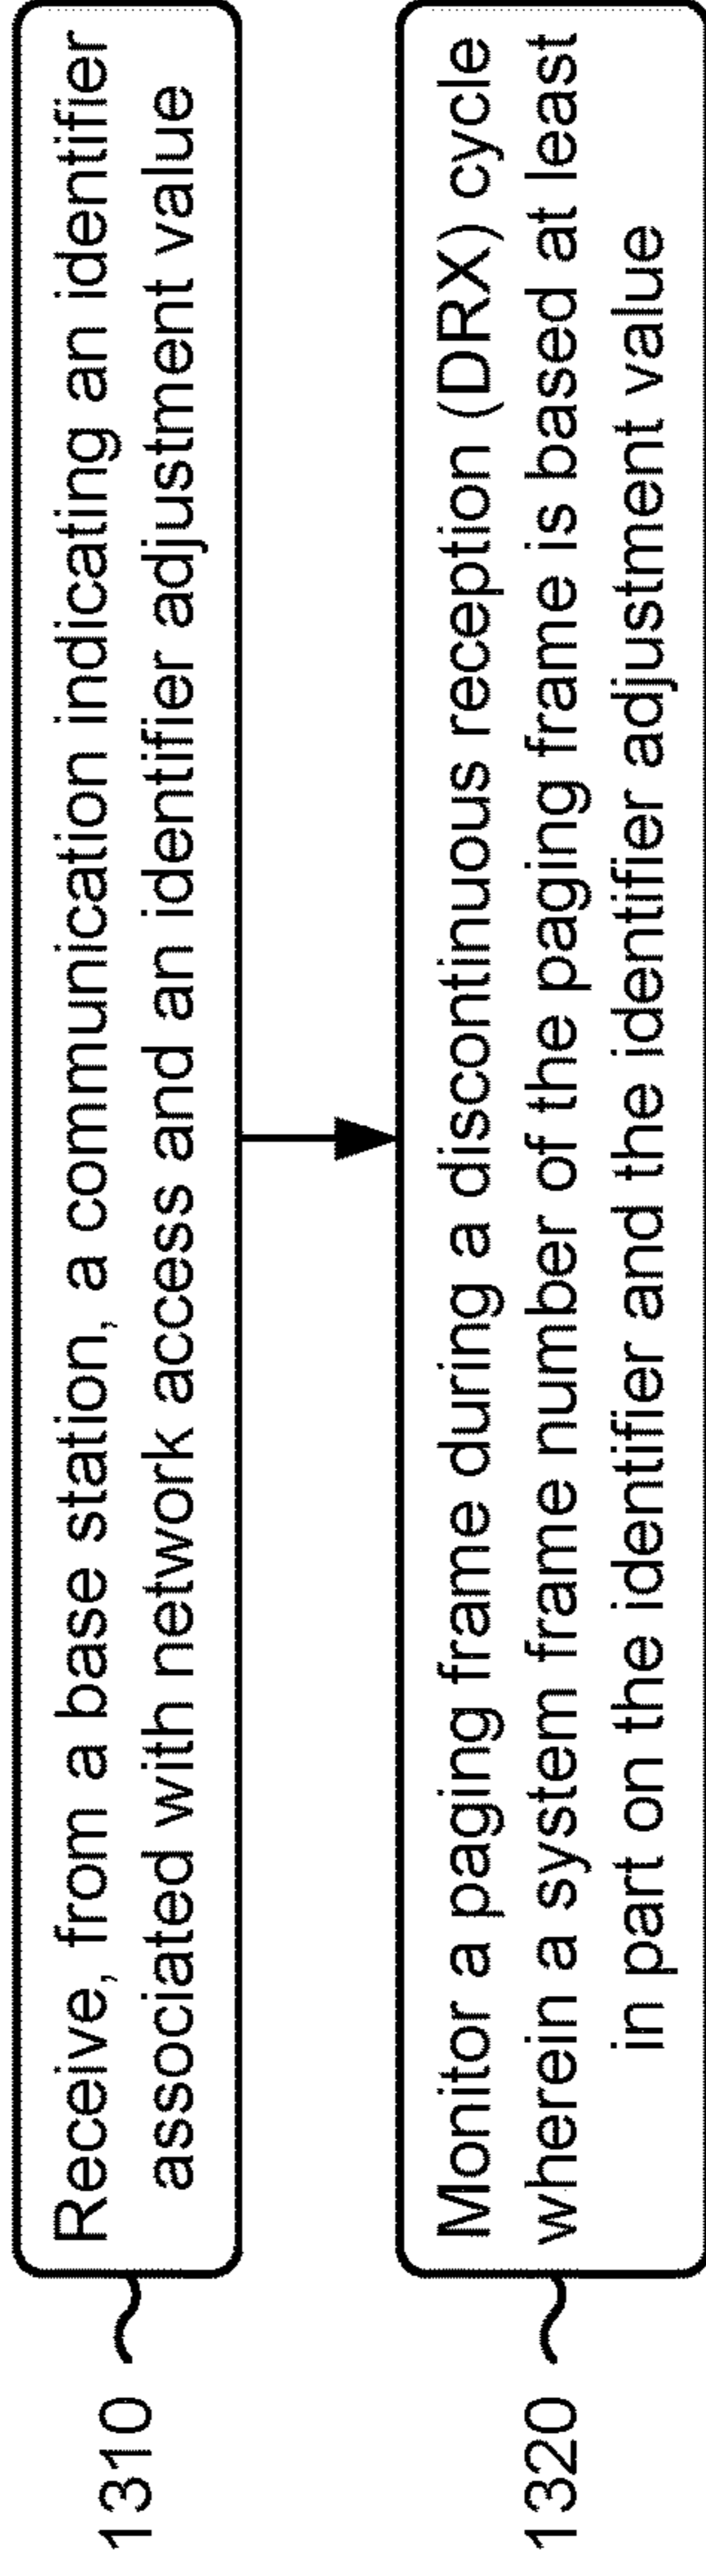 1310
Receive, from a base station, a communication indicating an identifier
associated with network access and an identifier adjustment value
1320
Monitor a paging frame during a discontinuous reception (DRX) cycle
wherein a system frame number of the paging frame is based at least
in part on the identifier and the identifier adjustment value